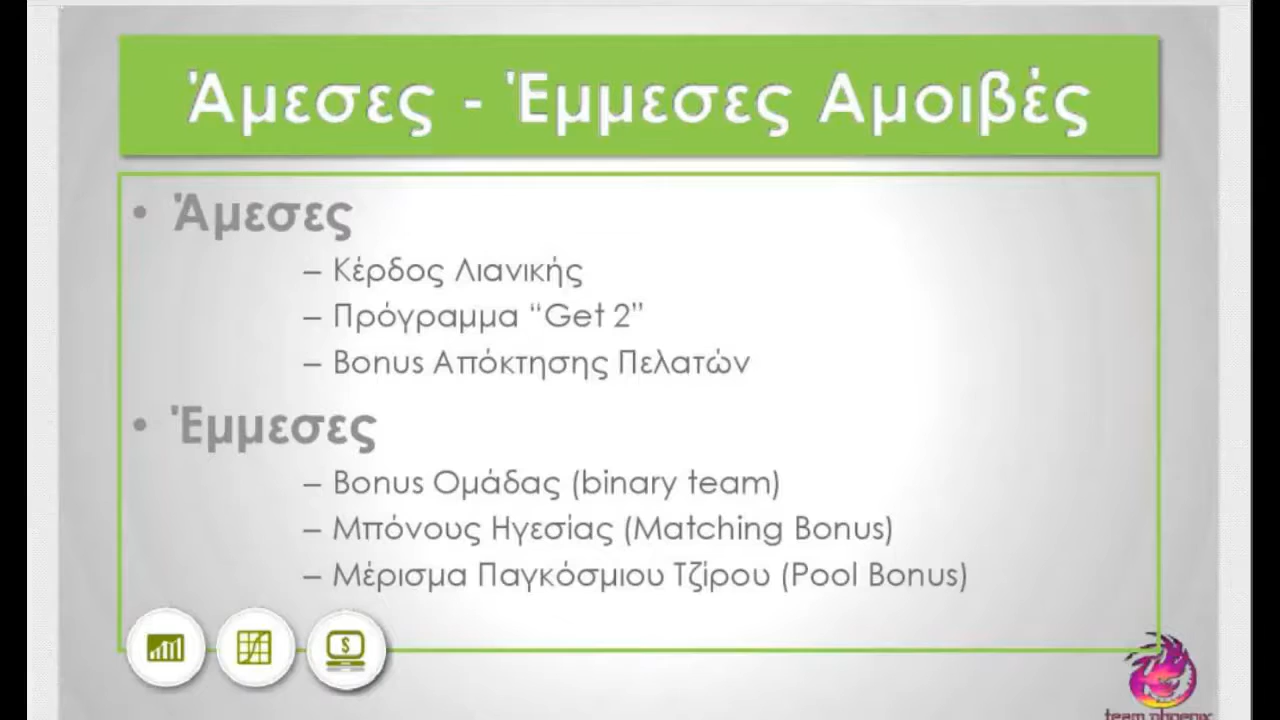 Άμεσες - Έμμεσες Αμοιβές
• Άμεσες
– Κέρδος Λιανικής
– Πρόγραμμα “Get 2”
– Bonus Απόκτησης Πελατών
• Έμμεσες
– Bonus Ομάδας (binary team)
– Μπόνους Ηγεσίας (Matching Bonus)
– Μέρισμα Παγκόσμιου Τζίρου (Pool Bonus)
$
team phoenix